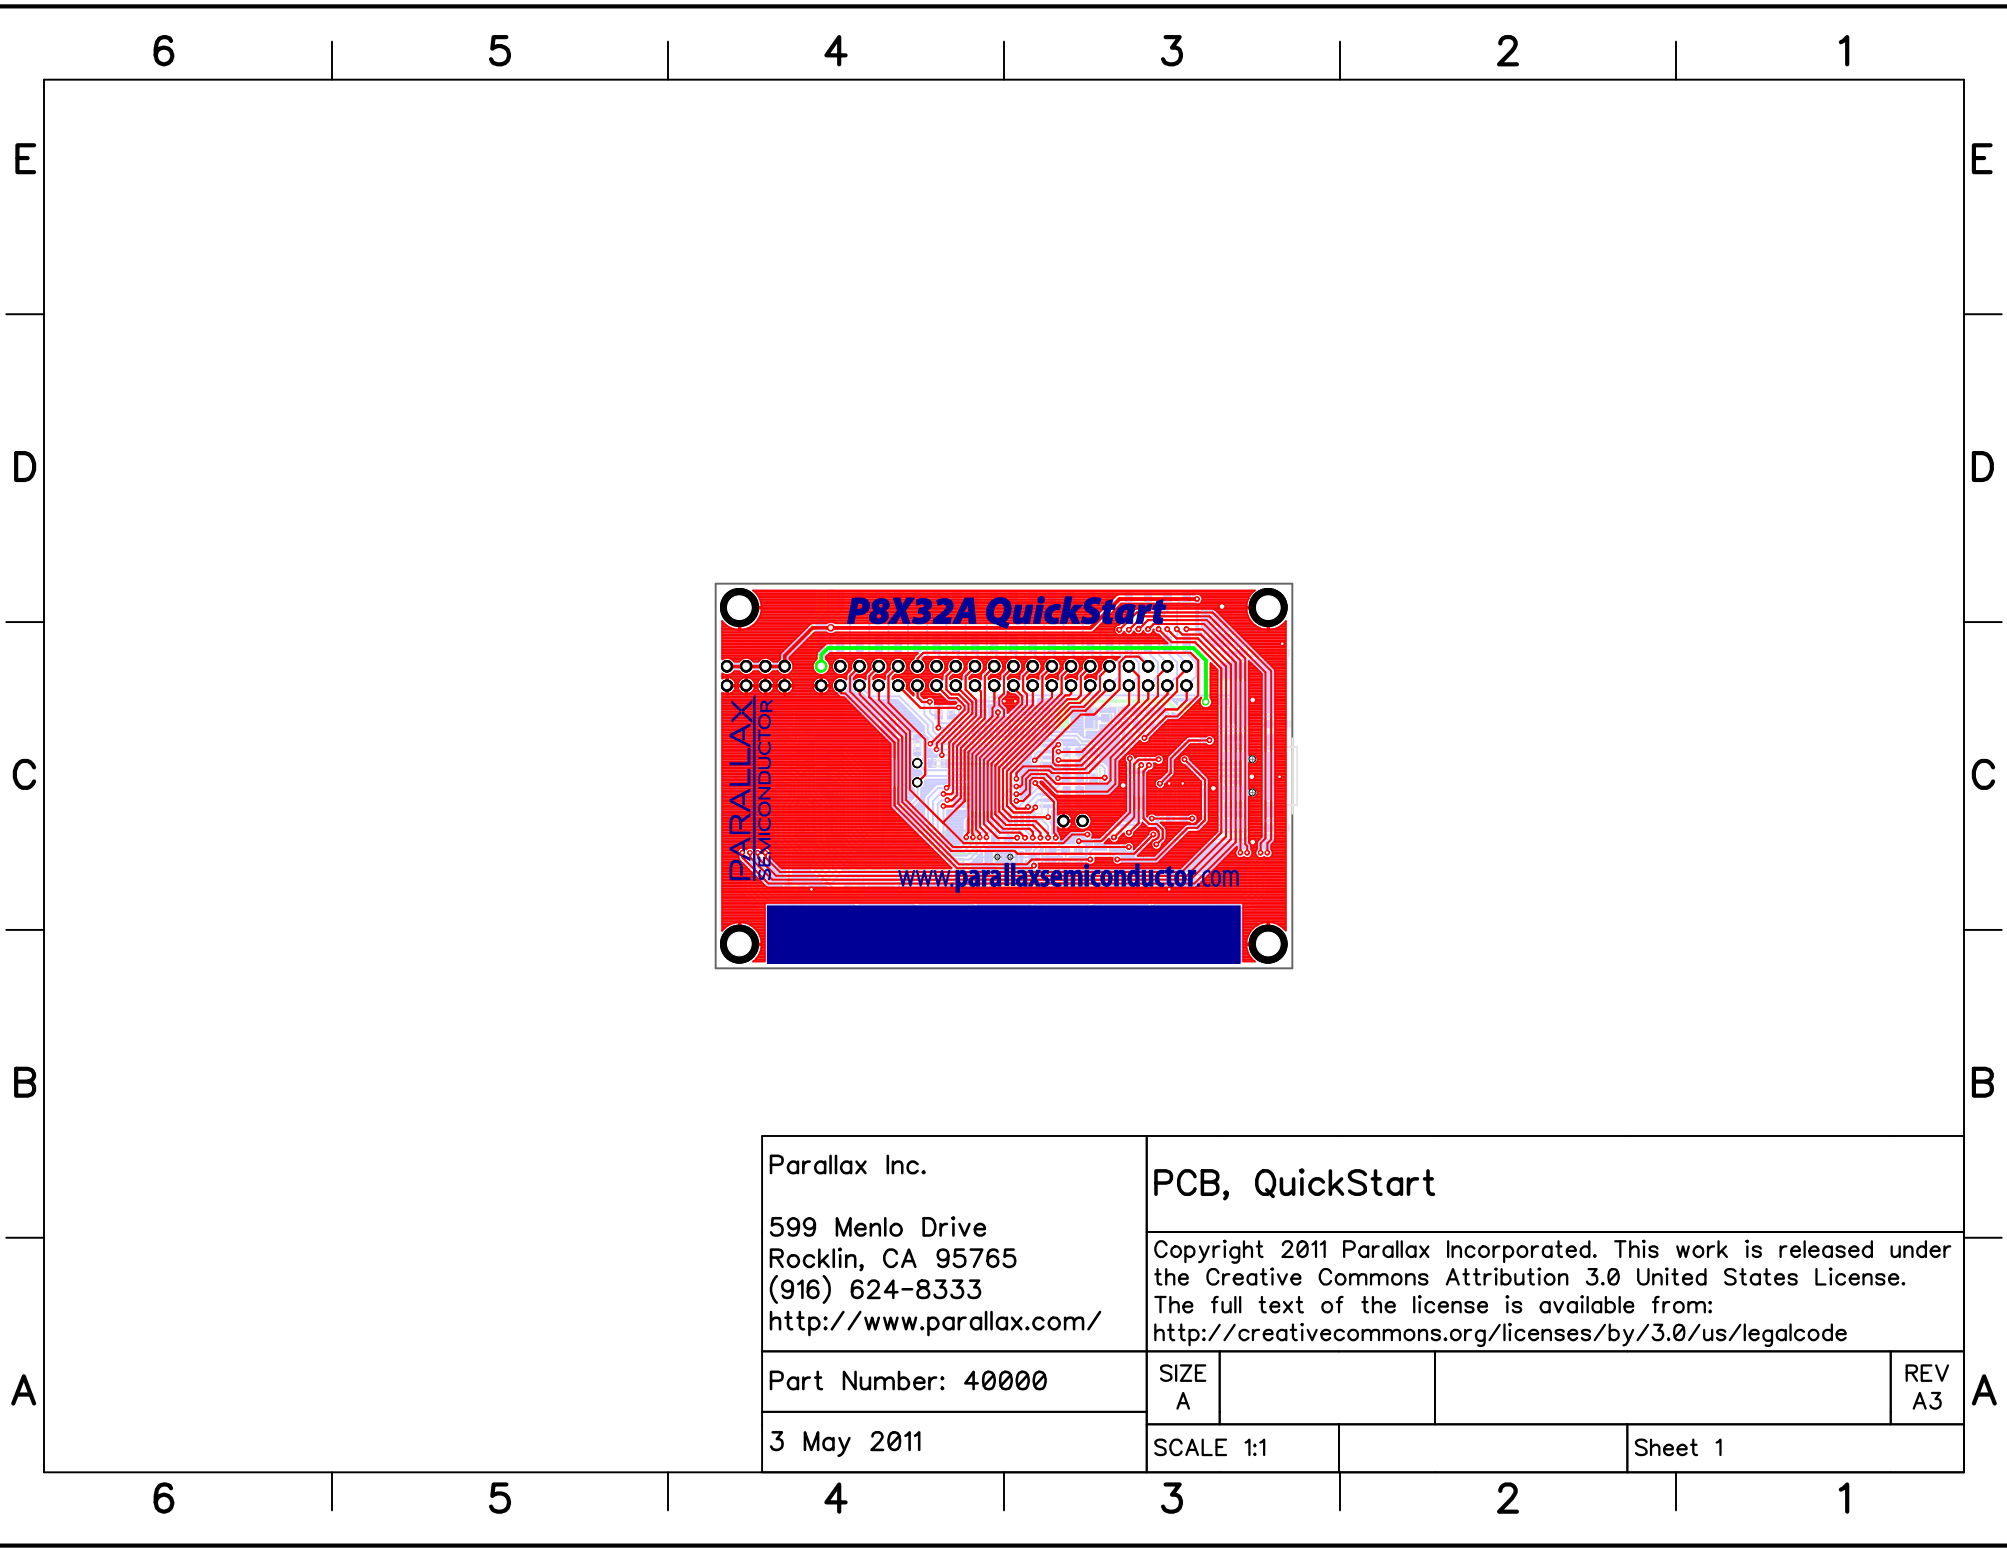 6 5 4 3 2 1
E E
D D
P8X32A QuickStart
PARALLAX
SEMICONDUCTOR
C C
www.parallaxsemiconductor.com
B B
Parallax Inc.
599 Menlo Drive
Rocklin, CA 95765
(916) 624-8333
http://www.parallax.com/
Part Number: 40000
3 May 2011
PCB, QuickStart
Copyright 2011 Parallax Incorporated. This work is released under
the Creative Commons Attribution 3.0 United States License.
The full text of the license is available from:
http://creativecommons.org/licenses/by/3.0/us/legalcode
SIZE
A
REV
A3
SCALE 1:1
Sheet 1
A A
6 5 4 3 2 1